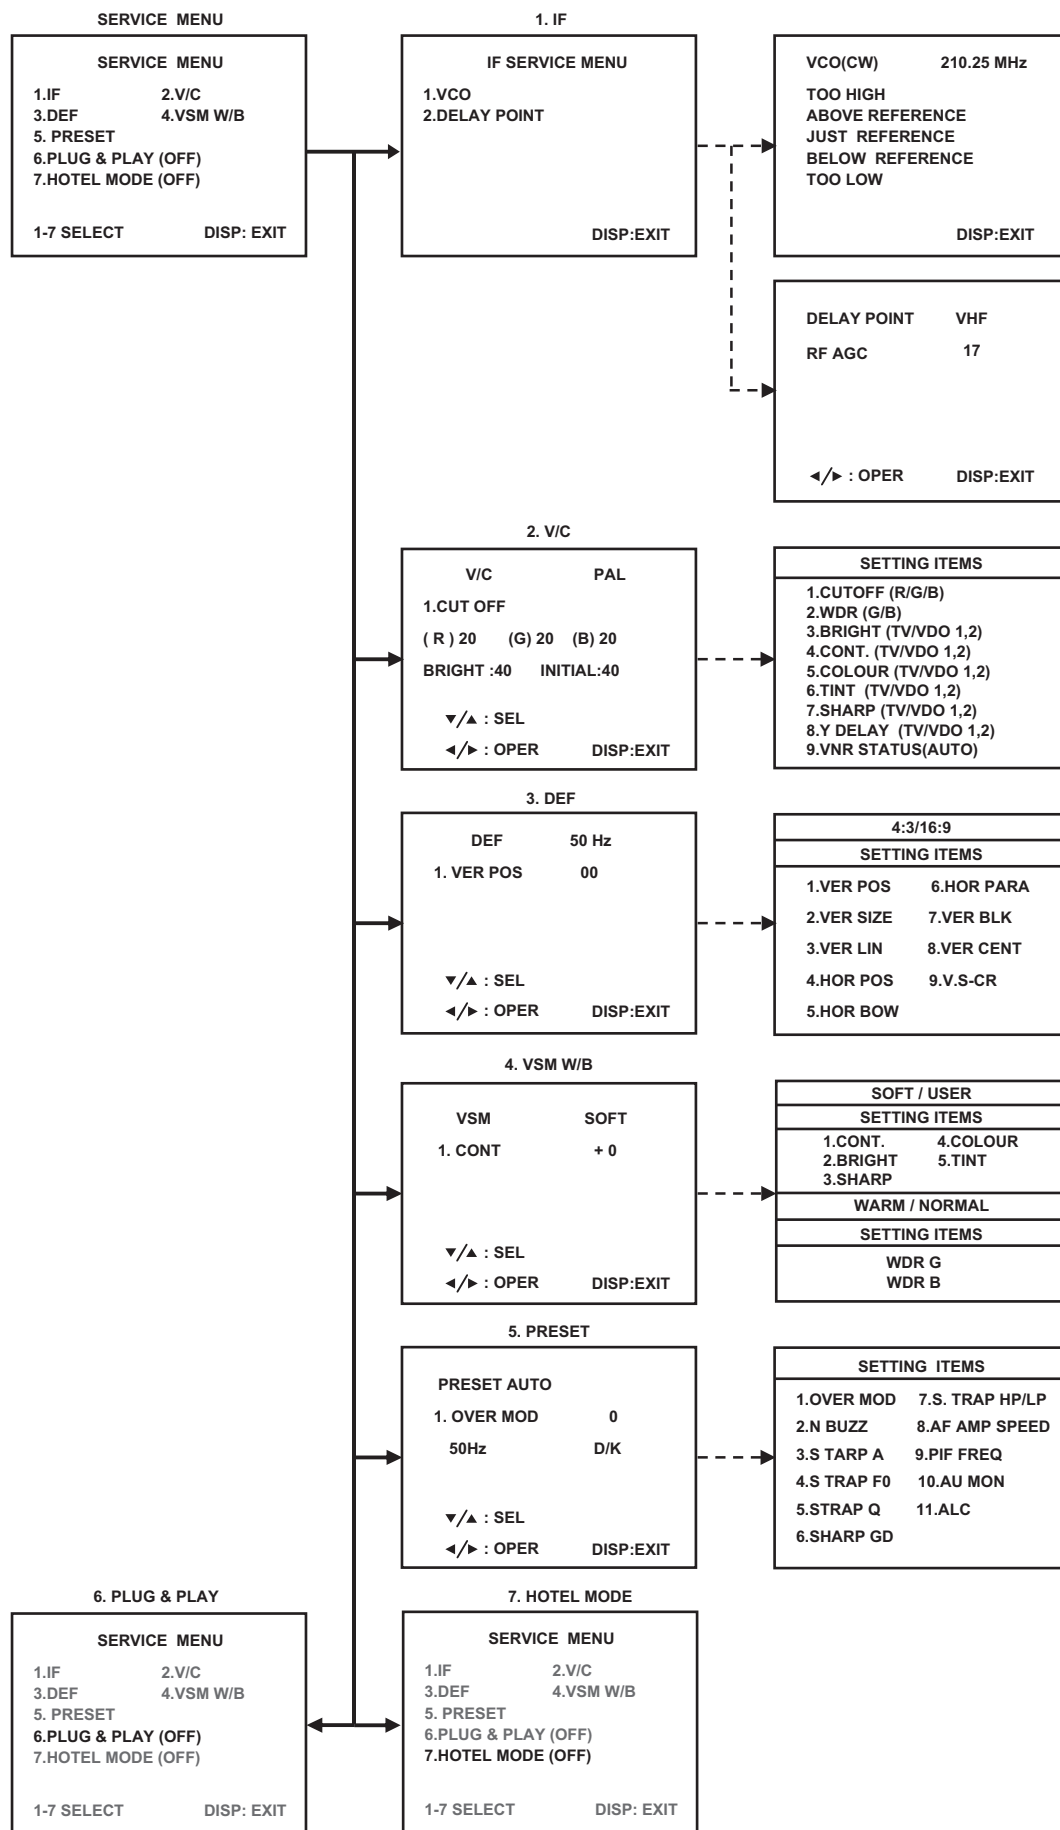 SERVICE MENU
SERVICE MENU
1.IF 2.V/C
3.DEF 4.VSM W/B
5. PRESET
6.PLUG & PLAY (OFF)
7.HOTEL MODE (OFF)
1-7 SELECT DISP: EXIT
1. IF
IF SERVICE MENU
1.VCO
2.DELAY POINT
DISP:EXIT
VCO(CW) 210.25 MHz
TOO HIGH
ABOVE REFERENCE
JUST REFERENCE
BELOW REFERENCE
TOO LOW
DISP:EXIT
DELAY POINT VHF
RF AGC 17
◄/► : OPER DISP:EXIT
2. V/C
V/C PAL
1.CUT OFF
( R ) 20 (G) 20 (B) 20
BRIGHT :40 INITIAL:40
▼/▲ : SEL
◄/► : OPER DISP:EXIT
SETTING ITEMS
1.CUTOFF (R/G/B)
2.WDR (G/B)
3.BRIGHT (TV/VDO 1,2)
4.CONT. (TV/VDO 1,2)
5.COLOUR (TV/VDO 1,2)
6.TINT (TV/VDO 1,2)
7.SHARP (TV/VDO 1,2)
8.Y DELAY (TV/VDO 1,2)
9.VNR STATUS(AUTO)
3. DEF
DEF 50 Hz
1. VER POS 00
▼/▲ : SEL
◄/► : OPER DISP:EXIT
4:3/16:9
SETTING ITEMS
1.VER POS 6.HOR PARA
2.VER SIZE 7.VER BLK
3.VER LIN 8.VER CENT
4.HOR POS 9.V.S-CR
5.HOR BOW
4. VSM W/B
VSM SOFT
1. CONT + 0
▼/▲ : SEL
◄/► : OPER DISP:EXIT
SOFT / USER
SETTING ITEMS
1.CONT. 4.COLOUR
2.BRIGHT 5.TINT
3.SHARP
WARM / NORMAL
SETTING ITEMS
WDR G
WDR B
5. PRESET
PRESET AUTO
1. OVER MOD 0
50Hz D/K
▼/▲ : SEL
◄/► : OPER DISP:EXIT
SETTING ITEMS
1.OVER MOD 7.S. TRAP HP/LP
2.N BUZZ 8.AF AMP SPEED
3.S TARP A 9.PIF FREQ
4.S TRAP F0 10.AU MON
5.STRAP Q 11.ALC
6.SHARP GD
6. PLUG & PLAY
SERVICE MENU
1.IF 2.V/C
3.DEF 4.VSM W/B
5. PRESET
6.PLUG & PLAY (OFF)
7.HOTEL MODE (OFF)
1-7 SELECT DISP: EXIT
7. HOTEL MODE
SERVICE MENU
1.IF 2.V/C
3.DEF 4.VSM W/B
5. PRESET
6.PLUG & PLAY (OFF)
7.HOTEL MODE (OFF)
1-7 SELECT DISP: EXIT